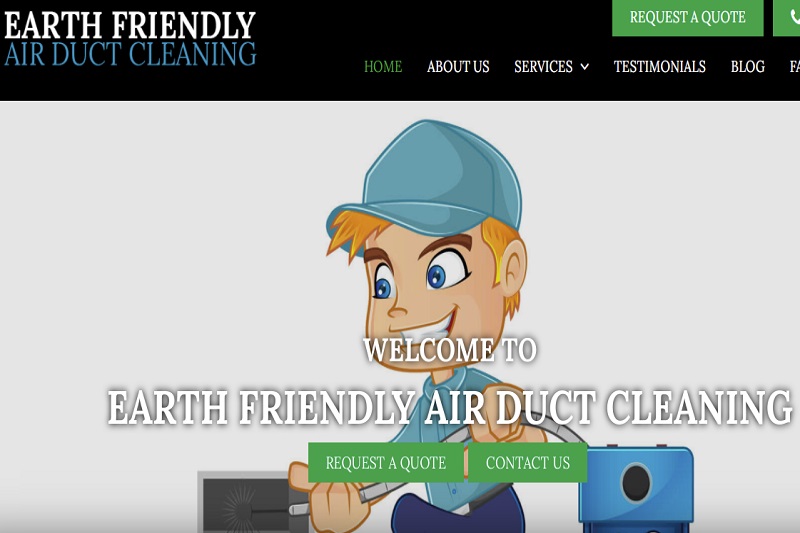 EARTH FRIENDLY
AIR DUCT CLEANING
REQUEST A QUOTE
HOME ABOUT US SERVICES TESTIMONIALS BLOG
WELCOME TO
EARTH FRIENDLY AIR DUCT CLEANING
REQUEST A QUOTE CONTACT US